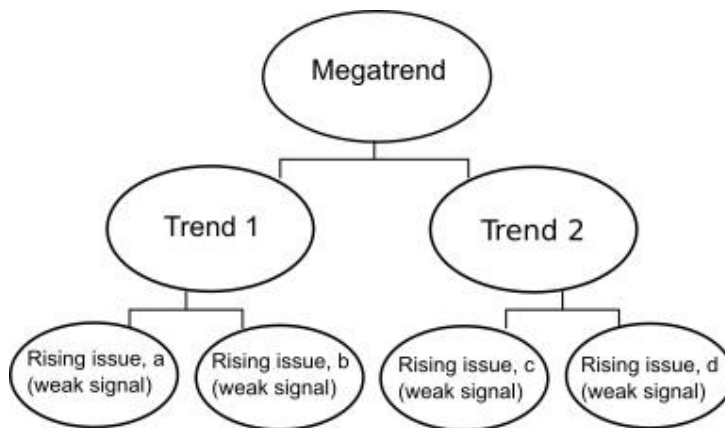 Megatrend
Trend 1
Trend 2
Rising issue, a
(weak signal)
Rising issue, b
(weak signal)
Rising issue, c
(weak signal)
Rising issue, d
(weak signal)